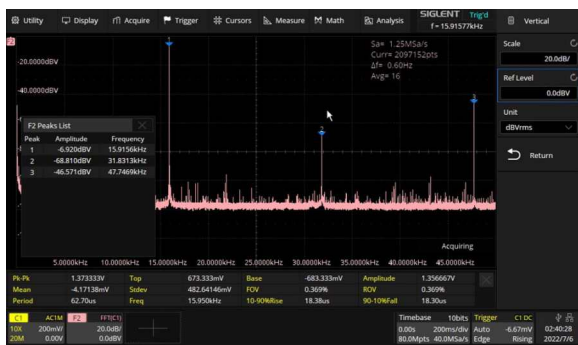 Utility Display Acquire Trigger Cursors Measure Math Analysis SIGLENT Trig'd f = 15.91577kHz Vertical
F2
Sa= 1.25MSa/s
Curr= 2097152pts
Δf= 0.60Hz
Avg= 16
-20.0000dBV
-40.0000dBV
Scale
20.0dB/
Ref Level
0.0dBV
Unit
dBVrms
Return
F2 Peaks List
Peak Amplitude Frequency
1 -6.920dBV 15.9156kHz
2 -68.810dBV 31.8313kHz
3 -46.571dBV 47.7469kHz
1
2
3
Acquiring
5.0000kHz 10.0000kHz 15.0000kHz 20.0000kHz 25.0000kHz 30.0000kHz 35.0000kHz 40.0000kHz 45.0000kHz
Pk-Pk 1.373333V Top 673.333mV Base -683.333mV Amplitude 1.356667V
Mean -4.17138mV Stdev 482.64146mV FOV 0.369% ROV 0.369%
Period 62.70us Freq 15.950kHz 10-90%Rise 18.38us 90-10%Fall 18.30us
C1 AC1M F2 FFT(C1) Timebase 10bits Trigger C1 DC
10X 200mV/ 20.0dB/ 0.00s 200ms/div Auto -6.67mV 02:40:28
20M 0.00V 0.0dBV 80.0Mpts 40.0MSa/s Edge Rising 2022/7/6